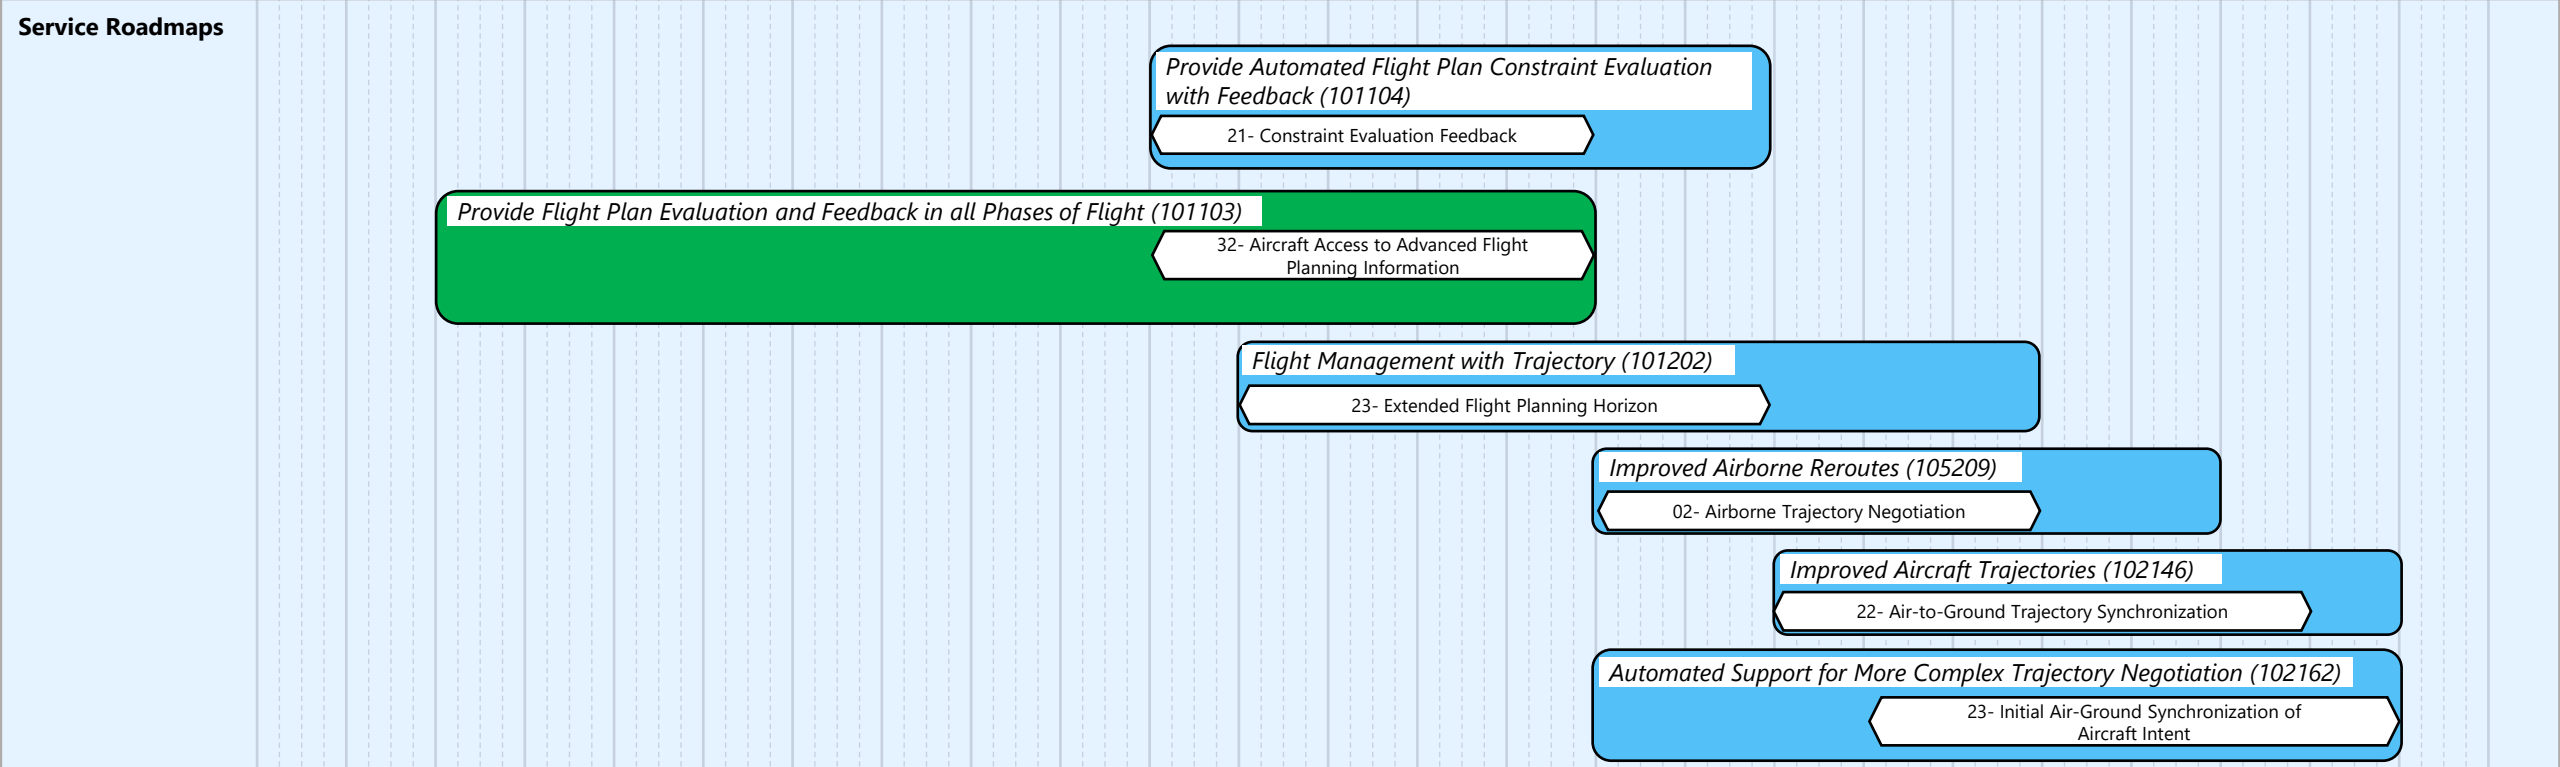 Service Roadmaps
Provide Automated Flight Plan Constraint Evaluation
with Feedback (101104)
21- Constraint Evaluation Feedback
Provide Flight Plan Evaluation and Feedback in all Phases of Flight (101103)
32- Aircraft Access to Advanced Flight
Planning Information
Flight Management with Trajectory (101202)
23- Extended Flight Planning Horizon
Improved Airborne Reroutes (105209)
02- Airborne Trajectory Negotiation
Improved Aircraft Trajectories (102146)
22- Air-to-Ground Trajectory Synchronization
Automated Support for More Complex Trajectory Negotiation (102162)
23- Initial Air-Ground Synchronization of
Aircraft Intent